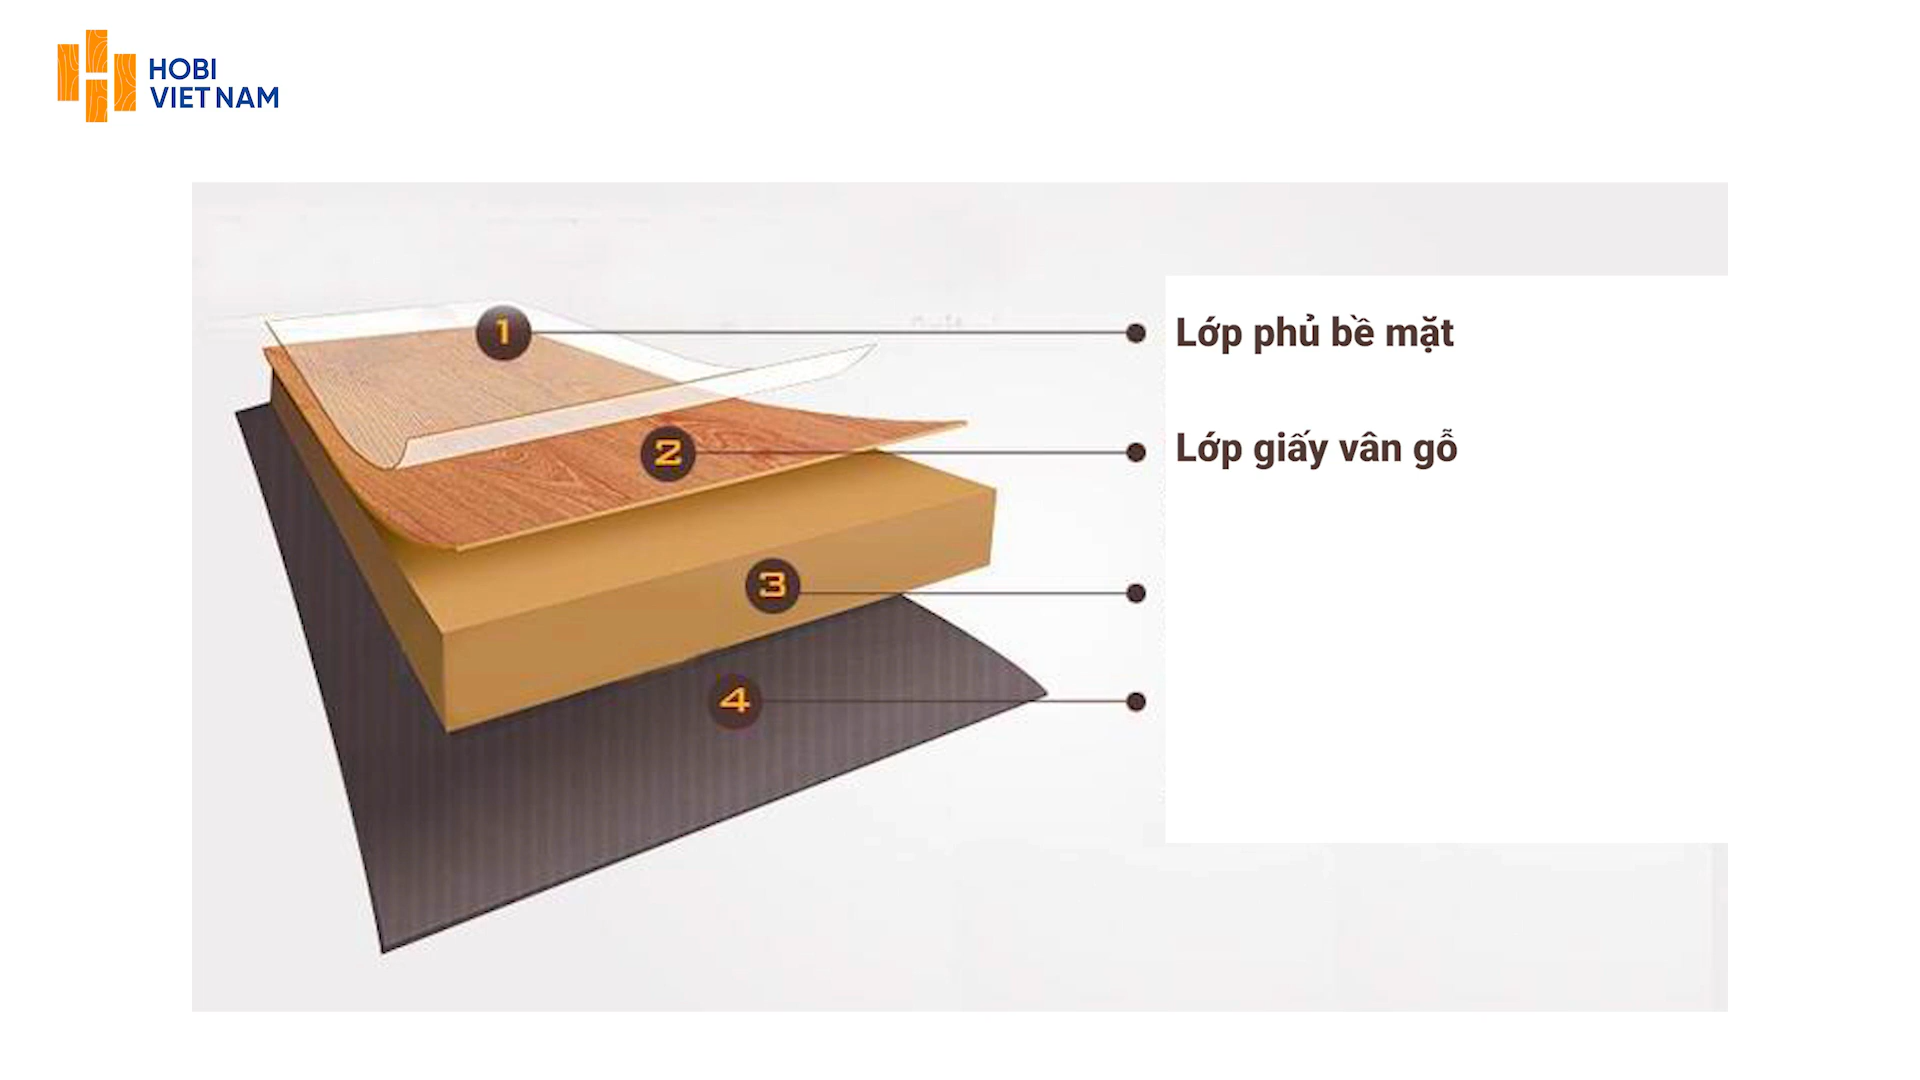 HOBI
VIETNAM
1
Lớp phủ bề mặt
2
Lớp giấy vân gỗ
3
4